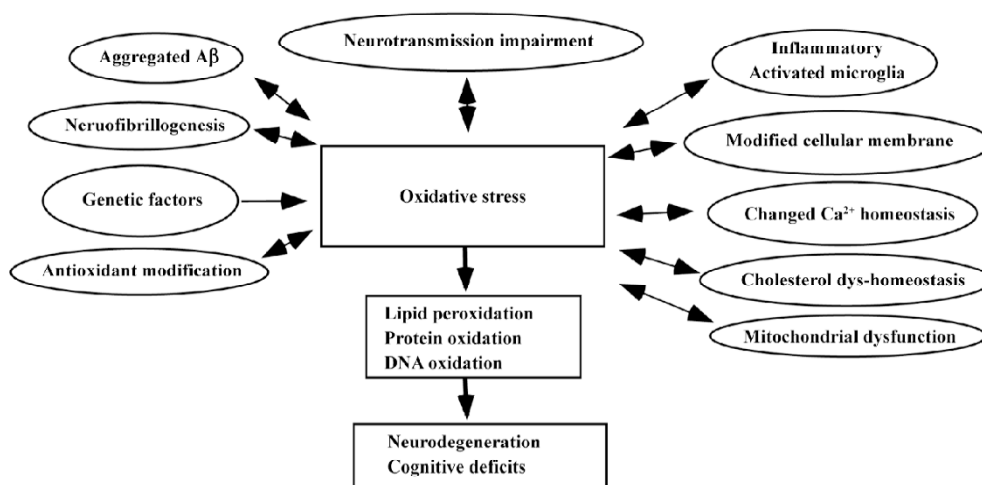 Neurotransmission impairment
Aggregated Aβ
Inflammatory
Activated microglia
Neruofibrillogenesis
Modified cellular membrane
Oxidative stress
Genetic factors
Changed Ca²⁺ homeostasis
Antioxidant modification
Cholesterol dys-homeostasis
Lipid peroxidation
Protein oxidation
DNA oxidation
Mitochondrial dysfunction
Neurodegeneration
Cognitive deficits